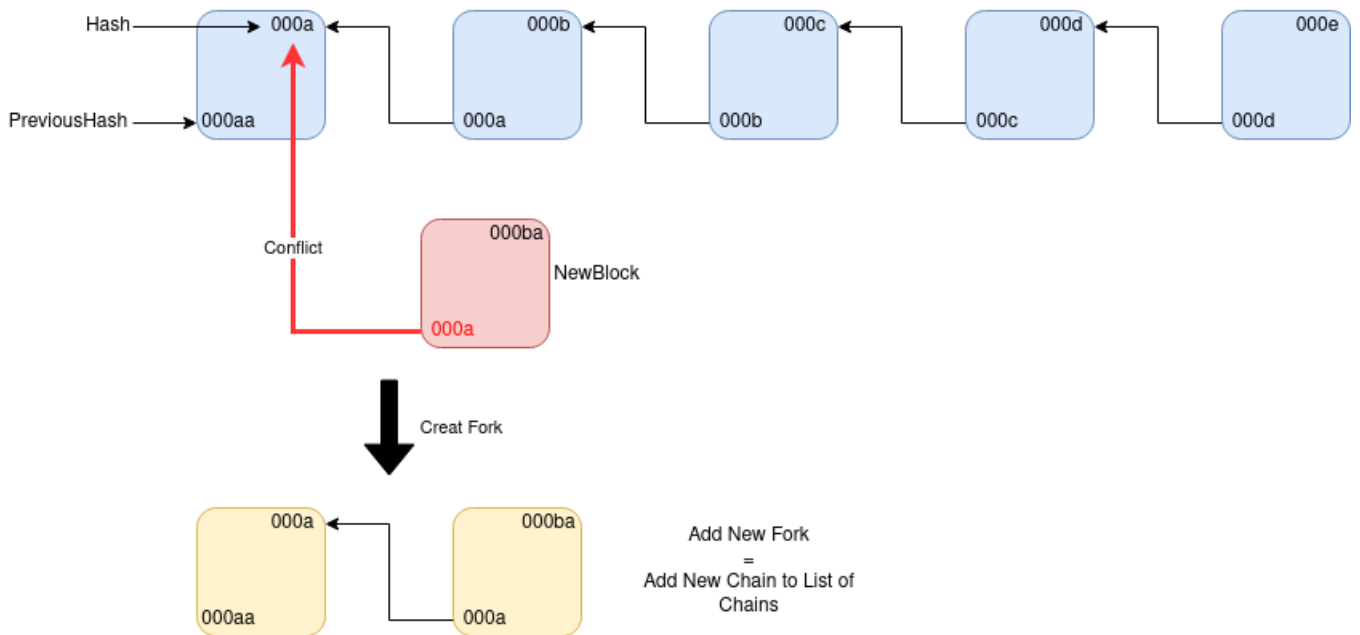 Hash
000a
000b
000c
000d
000e
PreviousHash
000aa
000a
000b
000c
000d
000ba
Conflict
NewBlock
000a
Creat Fork
000a
000ba
Add New Fork
=
Add New Chain to List of
Chains
000aa
000a